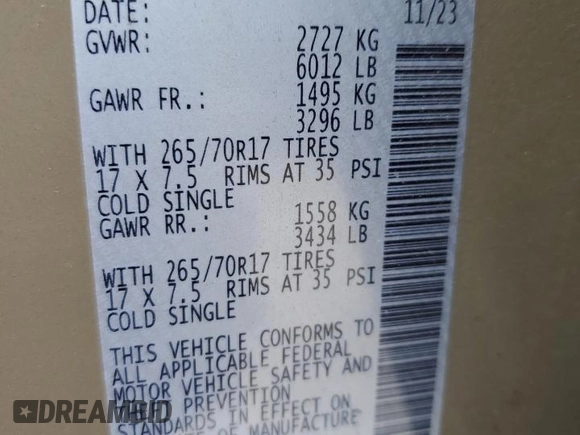 DATE: 11/23
GVWR: 2727 KG
6012 LB
GAWR FR.: 1495 KG
3296 LB
WITH 265/70R17 TIRES
17 X 7.5 RIMS AT 35 PSI
COLD SINGLE
GAWR RR.: 1558 KG
3434 LB
WITH 265/70R17 TIRES
17 X 7.5 RIMS AT 35 PSI
COLD SINGLE
THIS VEHICLE CONFORMS TO
ALL APPLICABLE FEDERAL
MOTOR VEHICLE SAFETY AND
PREVENTION
STANDARDS IN EFFECT ON
OF MANUFACTURE
DREAMBID